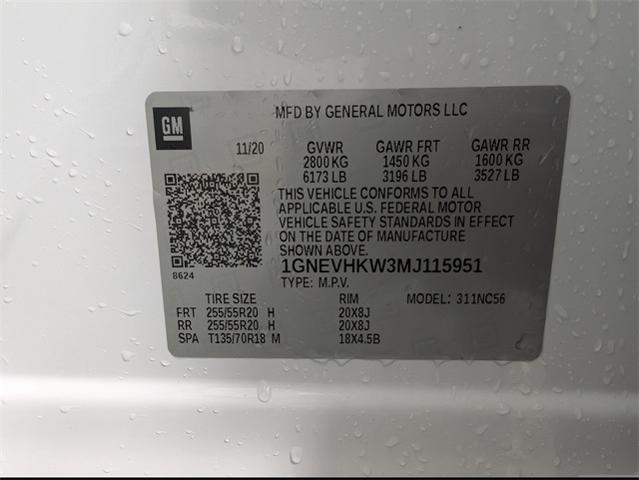 GM
MFD BY GENERAL MOTORS LLC
11/20 GVWR GAWR FRT GAWR RR
2800 KG 1450 KG 1600 KG
6173 LB 3196 LB 3527 LB
THIS VEHICLE CONFORMS TO ALL
APPLICABLE U.S. FEDERAL MOTOR
VEHICLE SAFETY STANDARDS IN EFFECT
ON THE DATE OF MANUFACTURE
SHOWN ABOVE.
8624
1GNEVHKW3MJ115951
TYPE: M.P.V.
TIRE SIZE RIM MODEL: 311NC56
FRT 255/55R20 H 20X8J
RR 255/55R20 H 20X8J
SPA T135/70R18 M 18X4.5B